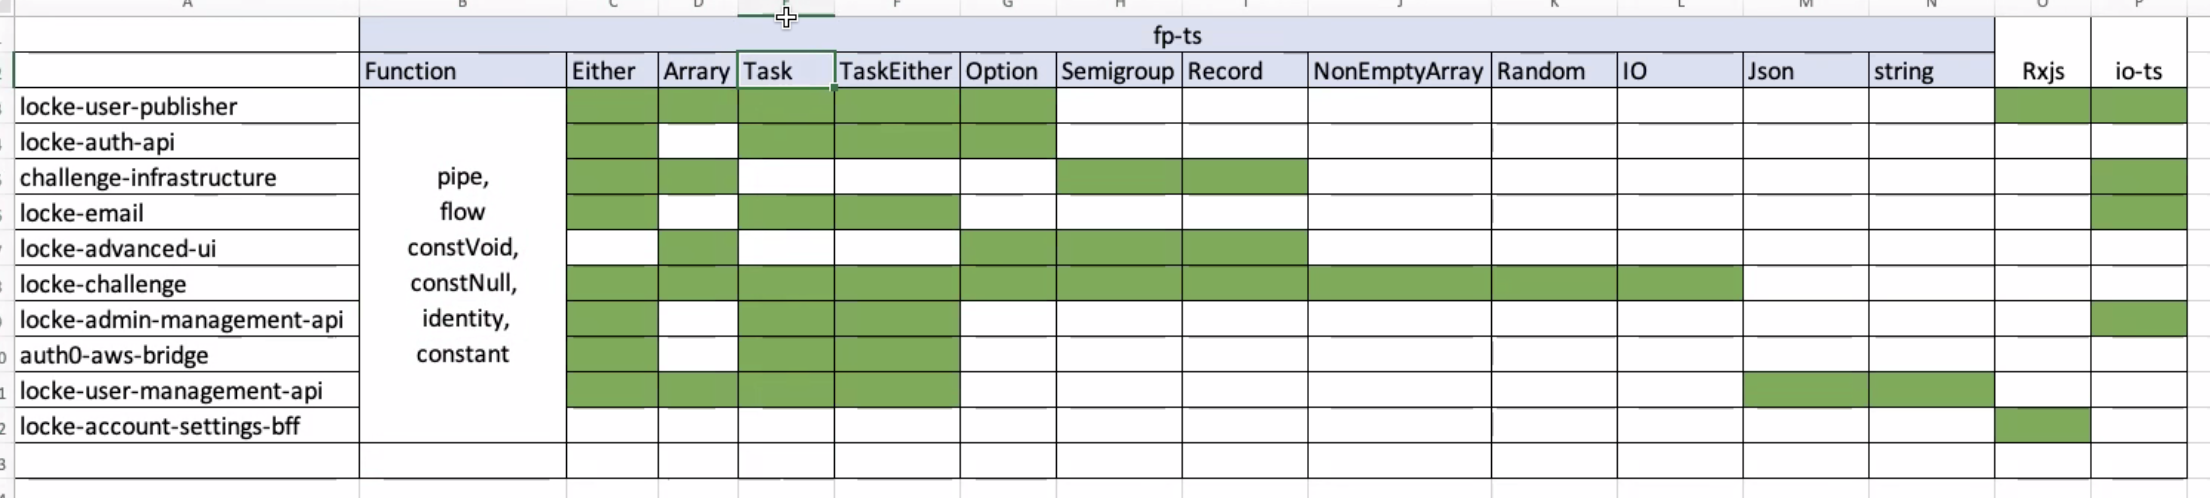 A B C D E F G H I J K L M N O P
fp-ts
Function Either Arrary Task TaskEither Option Semigroup Record NonEmptyArray Random IO Json string Rxjs io-ts
locke-user-publisher
locke-auth-api
challenge-infrastructure pipe,
locke-email flow
locke-advanced-ui constVoid,
locke-challenge constNull,
locke-admin-management-api identity,
auth0-aws-bridge constant
locke-user-management-api
locke-account-settings-bff